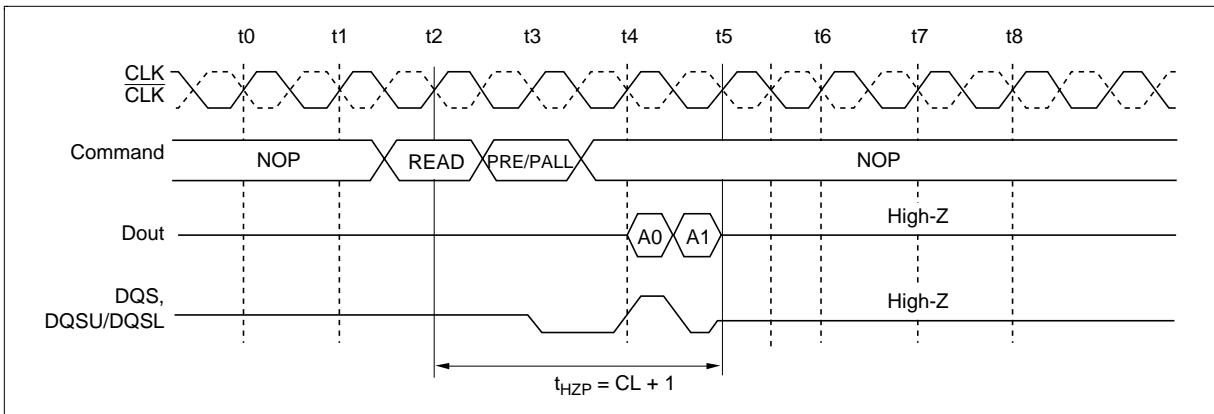 t0 t1 t2 t3 t4 t5 t6 t7 t8
CLK
CLK
Command NOP READ PRE/PALL NOP
Dout A0 A1 High-Z
DQS,
DQSU/DQSL High-Z
tHZP = CL + 1